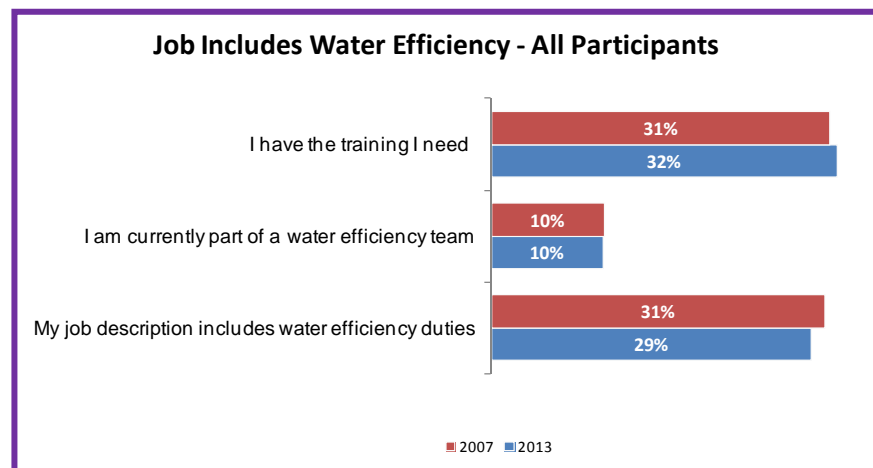 Job Includes Water Efficiency - All Participants
I have the training I need
31%
32%
I am currently part of a water efficiency team
10%
10%
My job description includes water efficiency duties
31%
29%
2007 2013